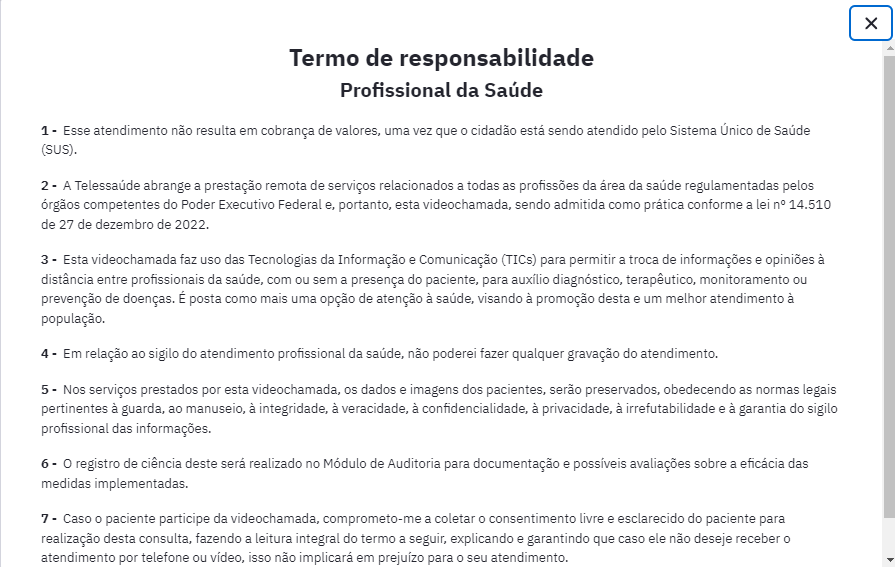 Termo de responsabilidade
Profissional da Saúde
1 - Esse atendimento não resulta em cobrança de valores, uma vez que o cidadão está sendo atendido pelo Sistema Único de Saúde
(SUS).
2 - A Telessaúde abrange a prestação remota de serviços relacionados a todas as profissões da área da saúde regulamentadas pelos
órgãos competentes do Poder Executivo Federal e, portanto, esta videochamada, sendo admitida como prática conforme a lei nº 14.510
de 27 de dezembro de 2022.
3 - Esta videochamada faz uso das Tecnologias da Informação e Comunicação (TICs) para permitir a troca de informações e opiniões à
distância entre profissionais da saúde, com ou sem a presença do paciente, para auxílio diagnóstico, terapêutico, monitoramento ou
prevenção de doenças. É posta como mais uma opção de atenção à saúde, visando à promoção desta e um melhor atendimento à
população.
4 - Em relação ao sigilo do atendimento profissional da saúde, não poderei fazer qualquer gravação do atendimento.
5 - Nos serviços prestados por esta videochamada, os dados e imagens dos pacientes, serão preservados, obedecendo as normas legais
pertinentes à guarda, ao manuseio, à integridade, à veracidade, à confidencialidade, à privacidade, à irrefutabilidade e à garantia do sigilo
profissional das informações.
6 - O registro de ciência deste será realizado no Módulo de Auditoria para documentação e possíveis avaliações sobre a eficácia das
medidas implementadas.
7 - Caso o paciente participe da videochamada, comprometo-me a coletar o consentimento livre e esclarecido do paciente para
realização desta consulta, fazendo a leitura integral do termo a seguir, explicando e garantindo que caso ele não deseje receber o
atendimento por telefone ou vídeo, isso não implicará em prejuízo para o seu atendimento.